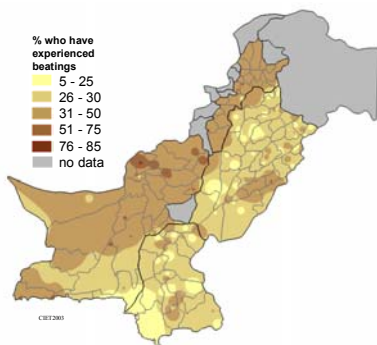 % who have
experienced
beatings
5 - 25
26 - 30
31 - 50
51 - 75
76 - 85
no data
CIET2003